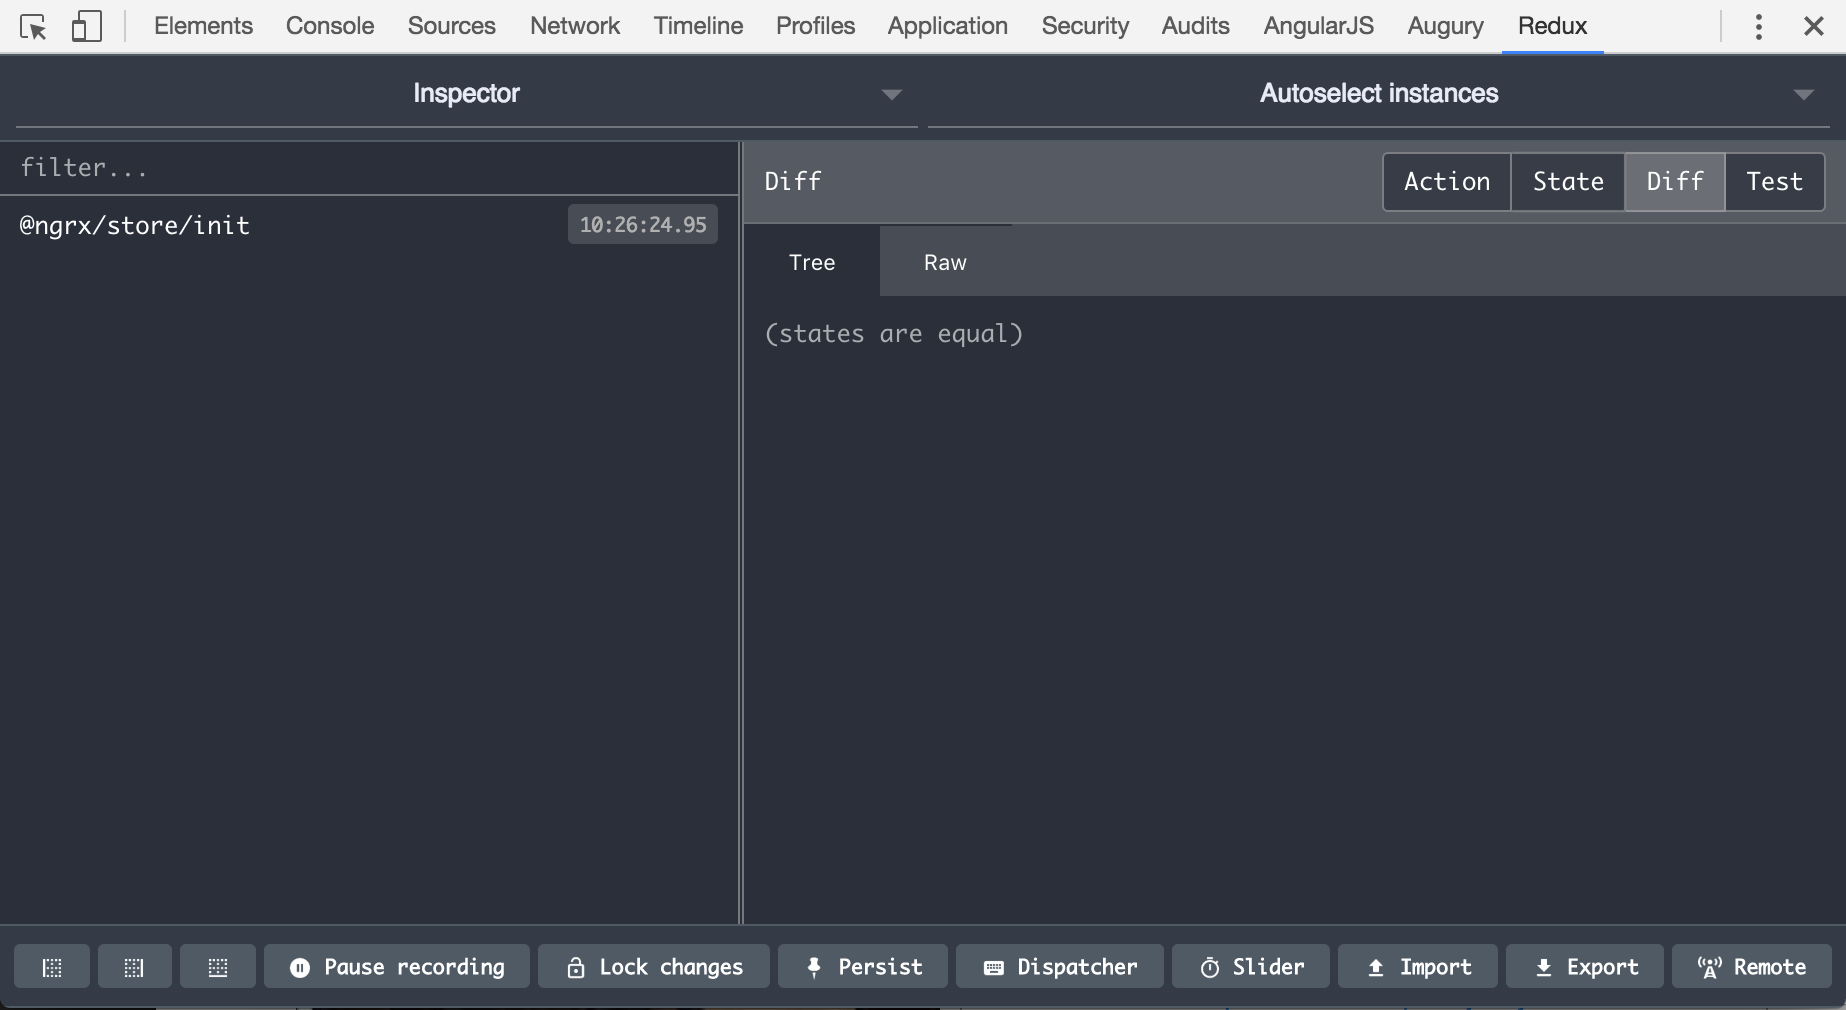 Elements Console Sources Network Timeline Profiles Application Security Audits AngularJS Augury Redux
Inspector Autoselect instances
filter...
@ngrx/store/init 10:26:24.95
Diff Action State Diff Test
Tree Raw
(states are equal)
Pause recording Lock changes Persist Dispatcher Slider Import Export Remote